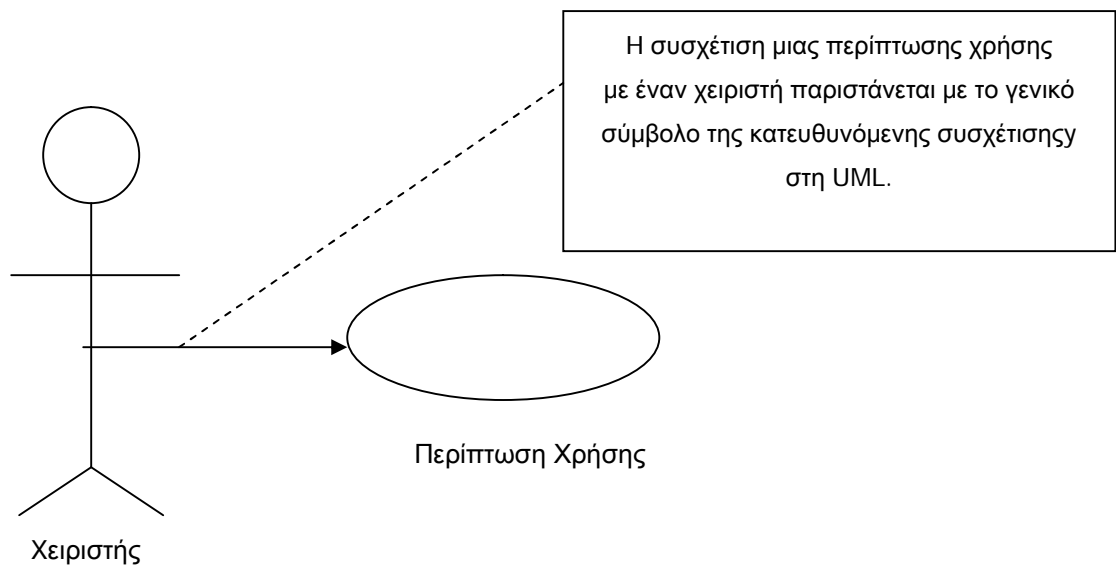 Η συσχέτιση μιας περίπτωσης χρήσης
με έναν χειριστή παριστάνεται με το γενικό
σύμβολο της κατευθυνόμενης συσχέτισηςy
στη UML.
Περίπτωση Χρήσης
Χειριστής